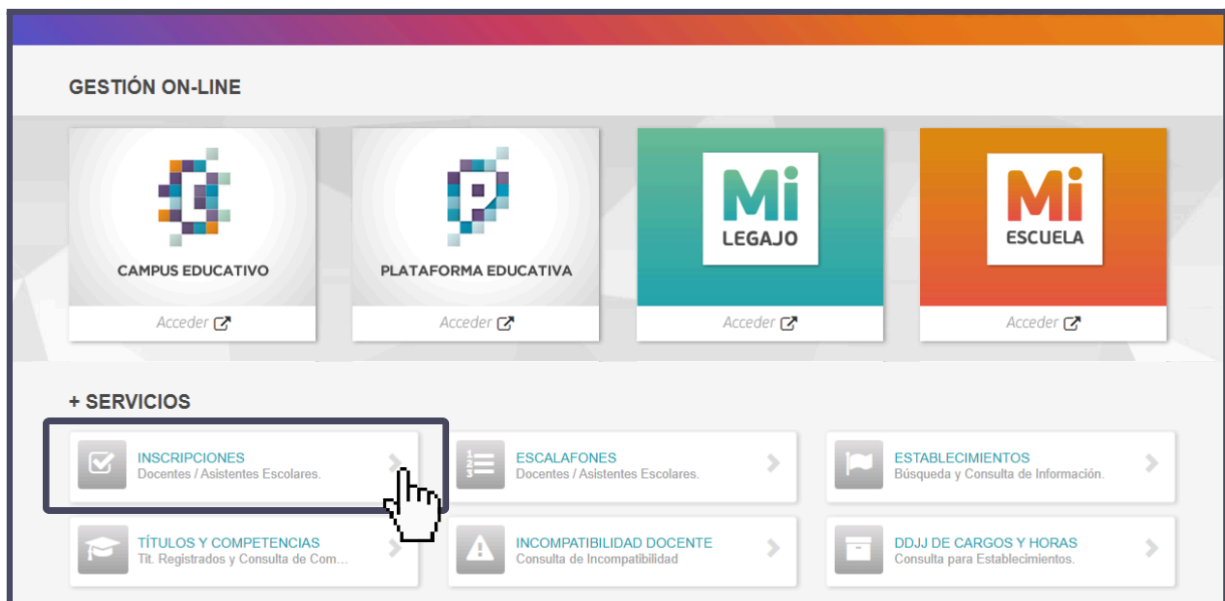 GESTIÓN ON-LINE
CAMPUS EDUCATIVO
Acceder
PLATAFORMA EDUCATIVA
Acceder
Mi
LEGAJO
Acceder
Mi
ESCUELA
Acceder
+ SERVICIOS
INSCRIPCIONES
Docentes / Asistentes Escolares.
ESCALAFONES
Docentes / Asistentes Escolares.
ESTABLECIMIENTOS
Búsqueda y Consulta de Información.
TÍTULOS Y COMPETENCIAS
Tit. Registrados y Consulta de Com...
INCOMPATIBILIDAD DOCENTE
Consulta de Incompatibilidad
DDJJ DE CARGOS Y HORAS
Consulta para Establecimientos.